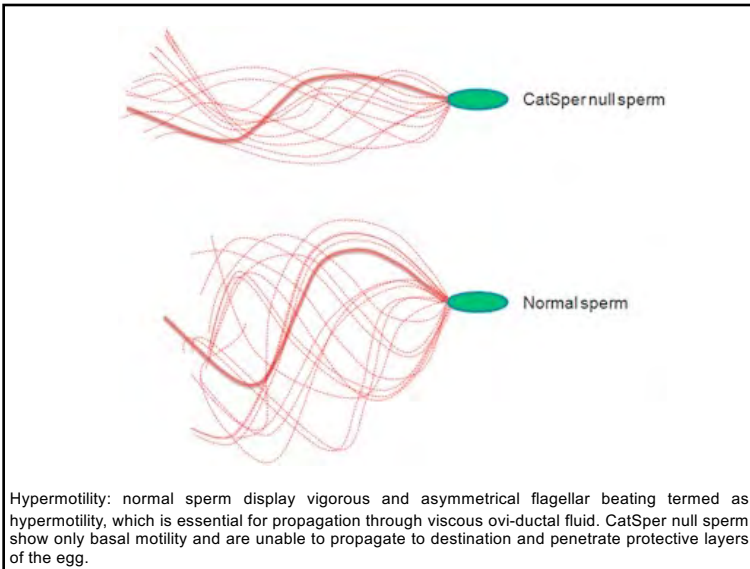 CatSper null sperm
Normal sperm
Hypermotility: normal sperm display vigorous and asymmetrical flagellar beating termed as
hypermotility, which is essential for propagation through viscous ovi-ductal fluid. CatSper null sperm
show only basal motility and are unable to propagate to destination and penetrate protective layers
of the egg.